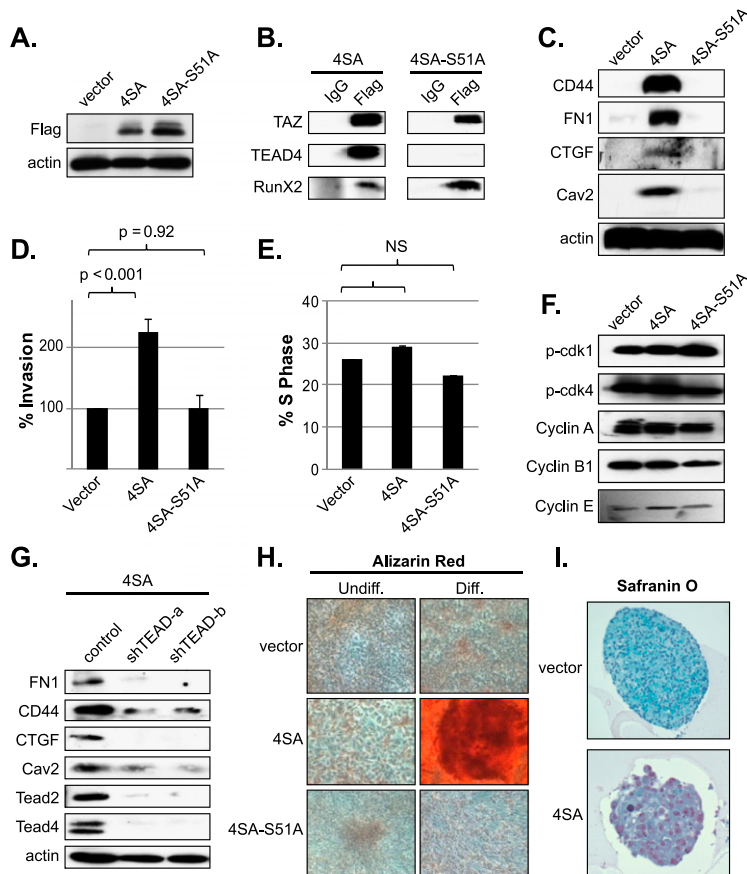 A.
vector
4SA
4SA-S51A
Flag
actin
B.
4SA
4SA-S51A
IgG
Flag
IgG
Flag
TAZ
TEAD4
RunX2
C.
vector
4SA
4SA-S51A
CD44
FN1
CTGF
Cav2
actin
D.
p = 0.92
p < 0.001
% Invasion
200
100
Vector
4SA
4SA-S51A
E.
NS
% S Phase
40
30
20
10
0
Vector
4SA
4SA-S51A
F.
vector
4SA
4SA-S51A
p-cdk1
p-cdk4
Cyclin A
Cyclin B1
Cyclin E
G.
4SA
control
shTEAD-a
shTEAD-b
FN1
CD44
CTGF
Cav2
Tead2
Tead4
actin
H.
Alizarin Red
Undiff.
Diff.
vector
4SA
4SA-S51A
I.
Safranin O
vector
4SA